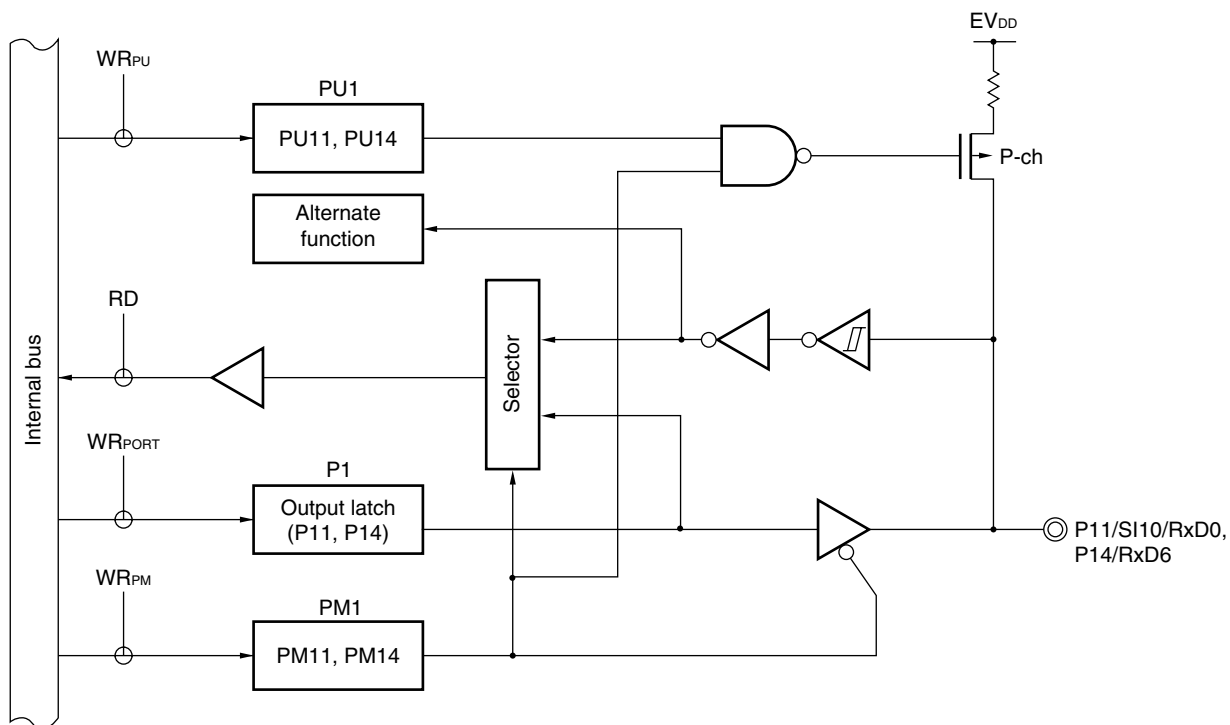 EVDD
WRPU
PU1
PU11, PU14
P-ch
Alternate
function
RD
Internal bus
Selector
WRPORT
P1
Output latch
(P11, P14)
P11/SI10/RxD0,
P14/RxD6
WRPM
PM1
PM11, PM14